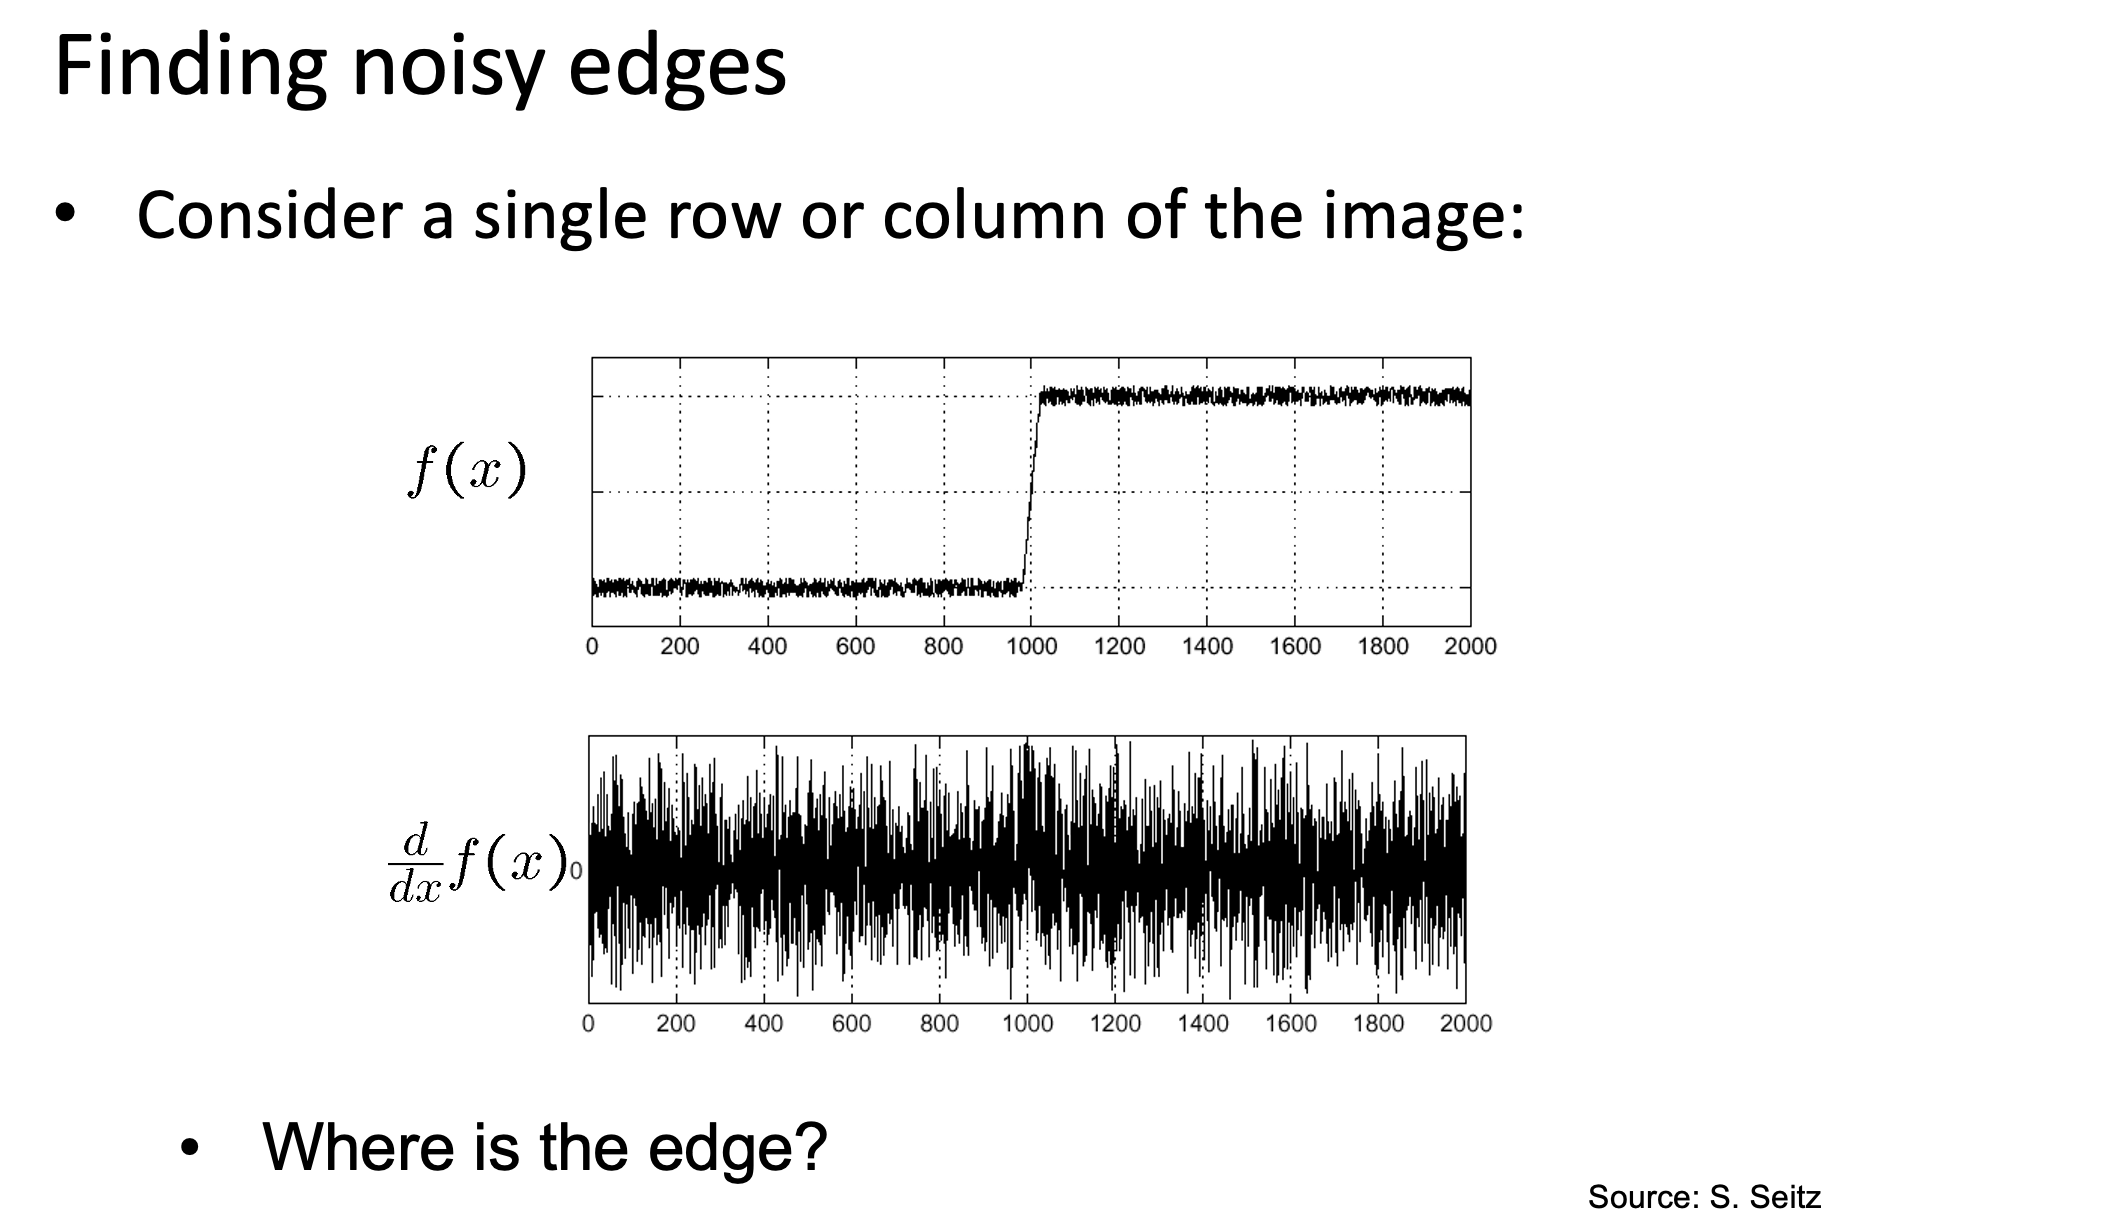 Finding noisy edges
• Consider a single row or column of the image:
f(x)
0 200 400 600 800 1000 1200 1400 1600 1800 2000
d/dx f(x) 0
0 200 400 600 800 1000 1200 1400 1600 1800 2000
• Where is the edge?
Source: S. Seitz